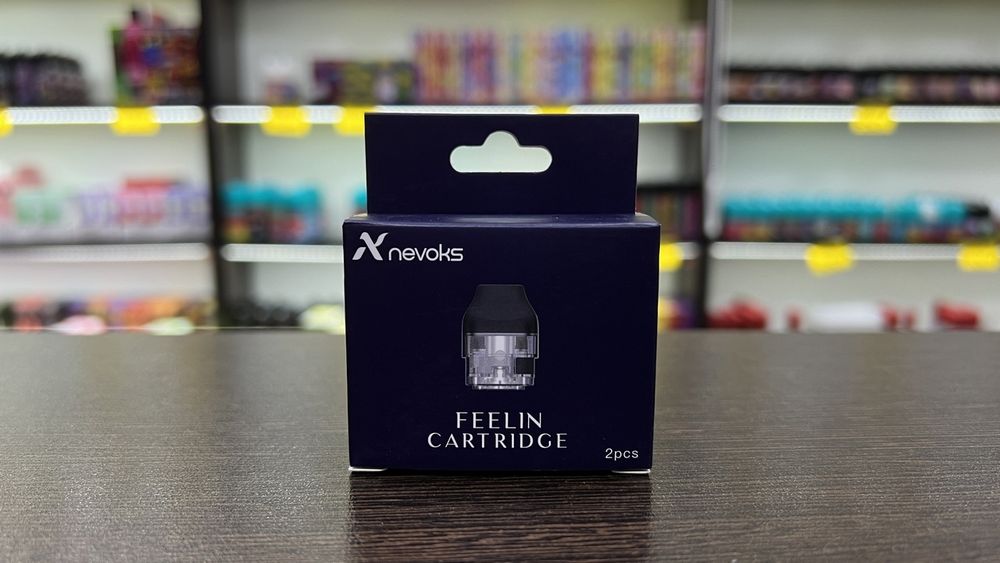 nevoks
FEELIN
CARTRIDGE
2pcs